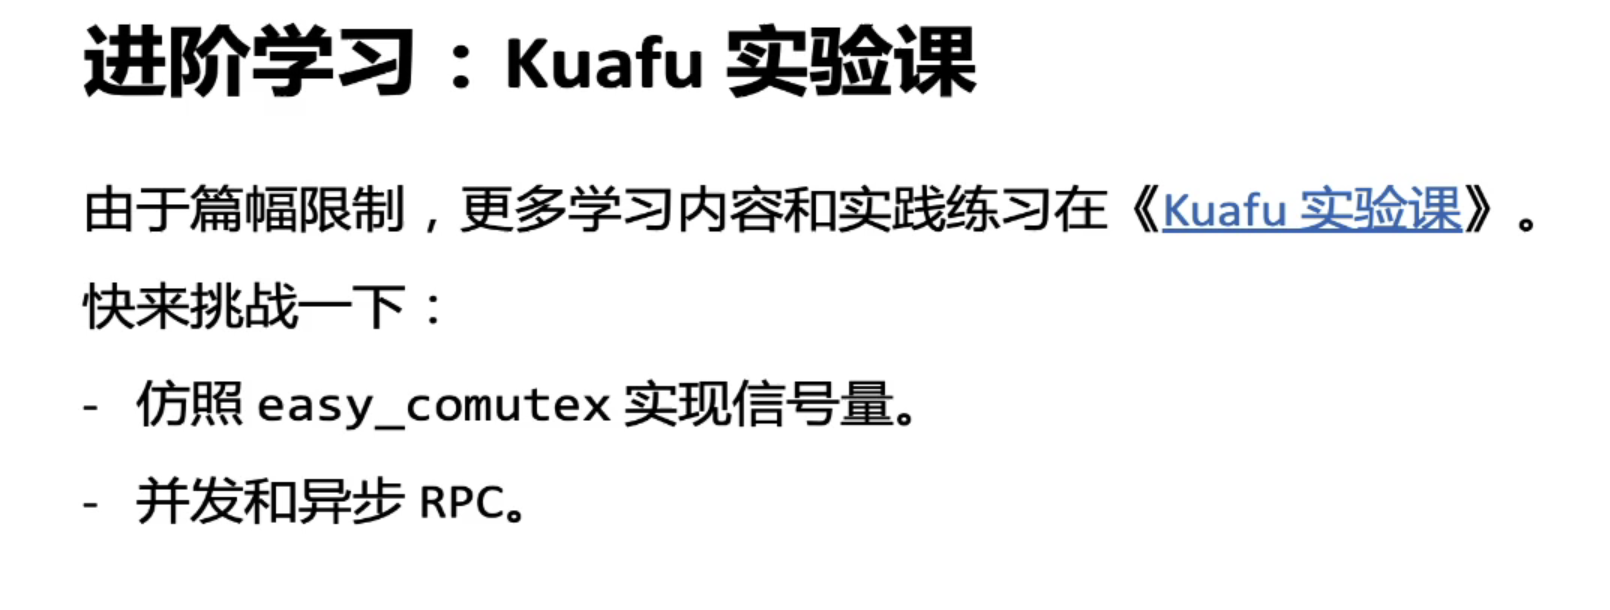 进阶学习：Kuafu 实验课
由于篇幅限制，更多学习内容和实践练习在《Kuafu 实验课》。
快来挑战一下：
- 仿照 easy_comutex 实现信号量。
- 并发和异步 RPC。